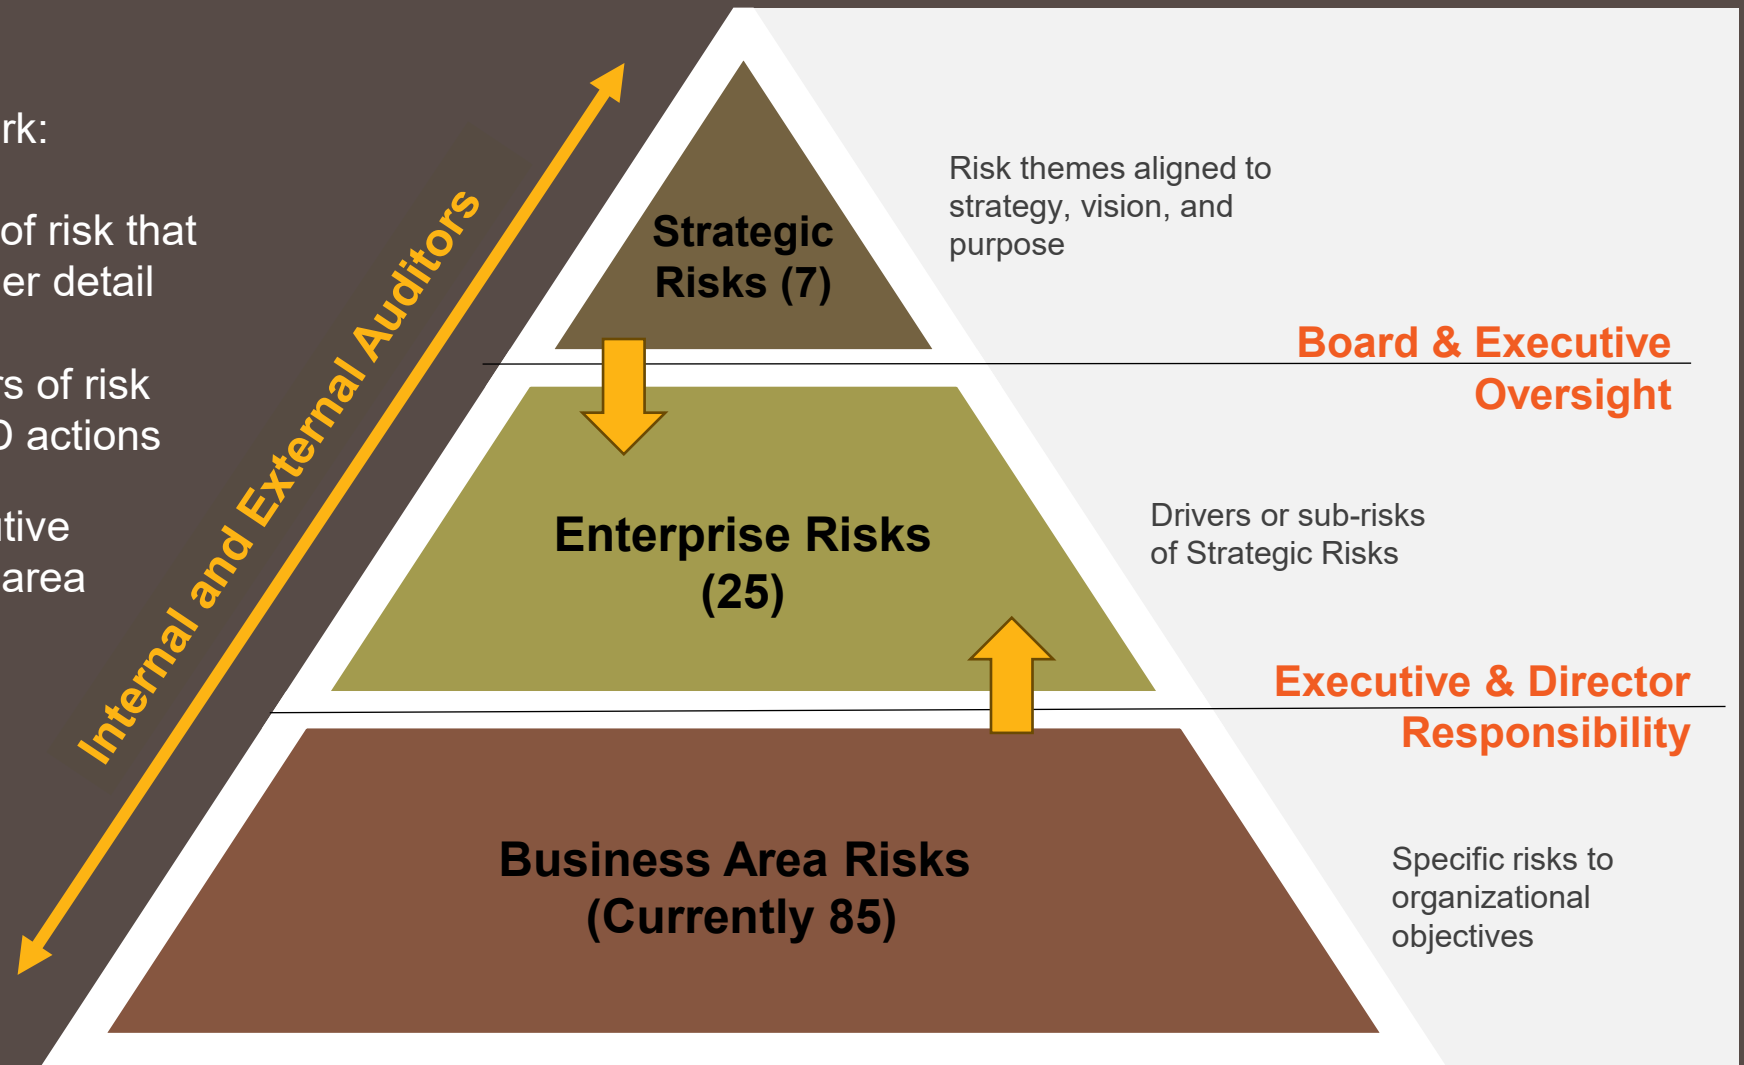 rk:
of risk that
er detail
rs of risk
actions
tive
area
Internal and External Auditors
Strategic
Risks (7)
Risk themes aligned to
strategy, vision, and
purpose
Board & Executive
Oversight
Enterprise Risks
(25)
Drivers or sub-risks
of Strategic Risks
Executive & Director
Responsibility
Business Area Risks
(Currently 85)
Specific risks to
organizational
objectives